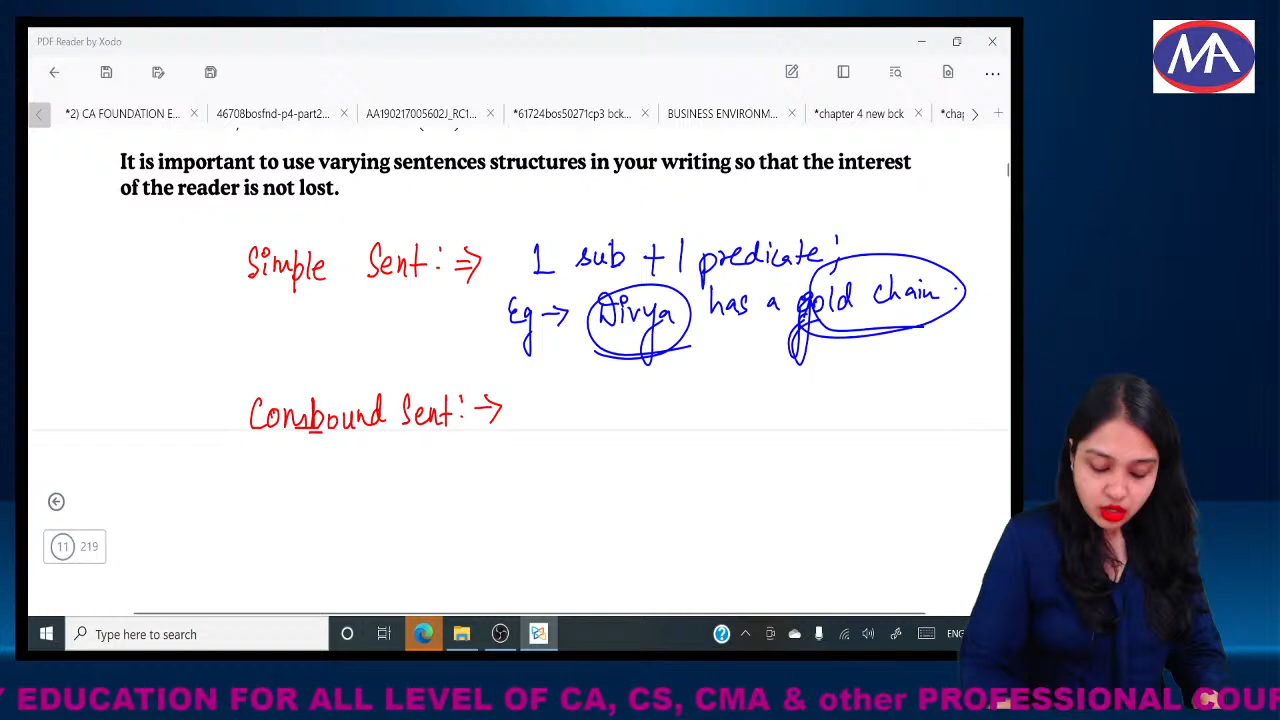 PDF Reader by Xodo
MA
*2) CA FOUNDATION E... 46708bosfnd-p4-part2... AA190217005602J_RC1... *61724bos50271cp3 bck... BUSINESS ENVIRONM... *chapter 4 new bck *chap
It is important to use varying sentences structures in your writing so that the interest
of the reader is not lost.
Simple Sent: ⇒ 1 sub + 1 predicate;
Eg → Divya has a gold chain.
Combound Sent: →
11 219
Type here to search
ENG
Y EDUCATION FOR ALL LEVEL OF CA, CS, CMA & other PROFESSIONAL COUR